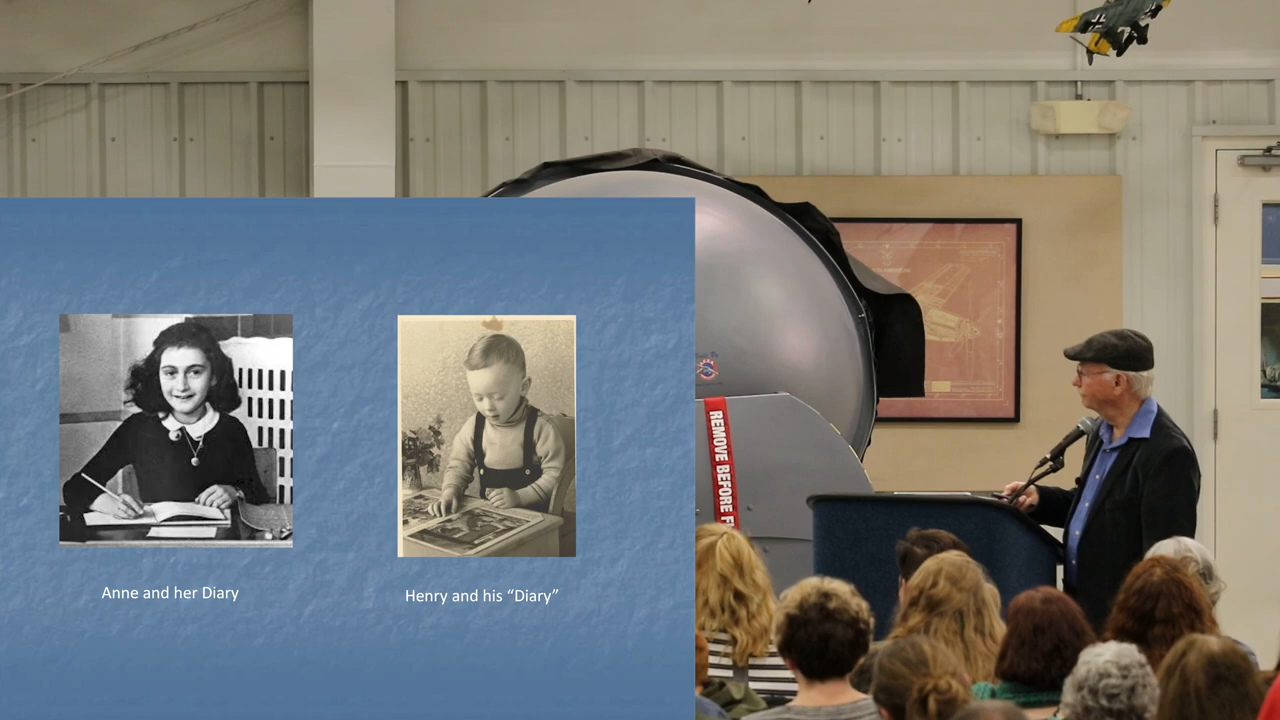 Anne and her Diary
Henry and his “Diary”
REMOVE BEFORE F